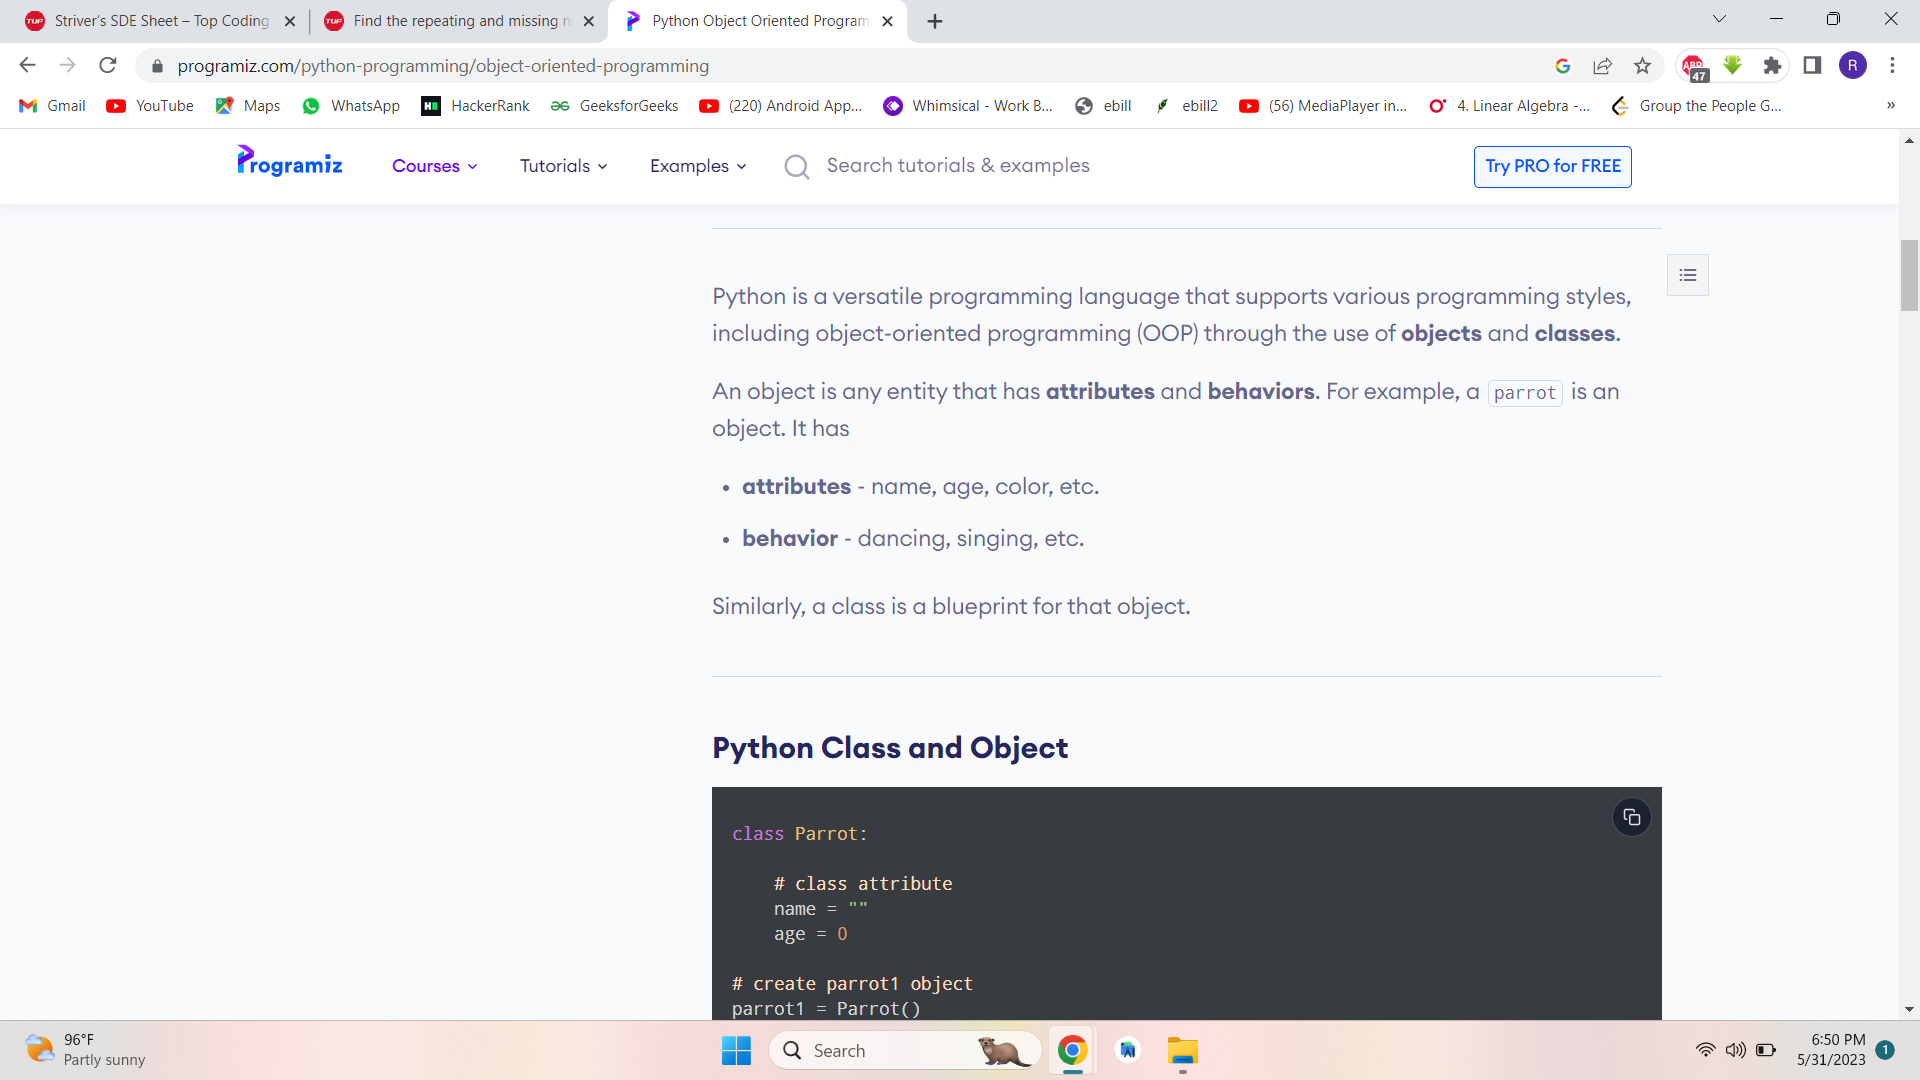 Striver's SDE Sheet – Top Coding
Find the repeating and missing n
Python Object Oriented Program
programiz.com/python-programming/object-oriented-programming
ABP
47
R
Gmail
YouTube
Maps
WhatsApp
HackerRank
GeeksforGeeks
(220) Android App...
Whimsical - Work B...
ebill
ebill2
(56) MediaPlayer in...
4. Linear Algebra -...
Group the People G...
»
Programiz
Courses
Tutorials
Examples
Search tutorials & examples
Try PRO for FREE
Python is a versatile programming language that supports various programming styles,
including object-oriented programming (OOP) through the use of objects and classes.
An object is any entity that has attributes and behaviors. For example, a parrot is an
object. It has
• attributes - name, age, color, etc.
• behavior - dancing, singing, etc.
Similarly, a class is a blueprint for that object.
Python Class and Object
class Parrot:
# class attribute
name = ""
age = 0
# create parrot1 object
parrot1 = Parrot()
96°F
Partly sunny
Search
6:50 PM
5/31/2023
1